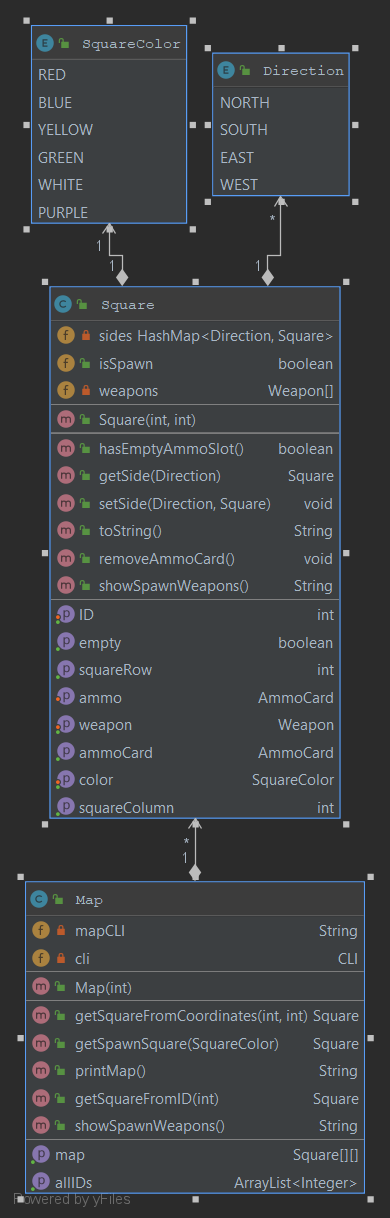 SquareColor
RED
BLUE
YELLOW
GREEN
WHITE
PURPLE
Direction
NORTH
SOUTH
EAST
WEST
1
1
*
1
Square
sides HashMap<Direction, Square>
isSpawn boolean
weapons Weapon[]
Square(int, int)
hasEmptyAmmoSlot() boolean
getSide(Direction) Square
setSide(Direction, Square) void
toString() String
removeAmmoCard() void
showSpawnWeapons() String
ID int
empty boolean
squareRow int
ammo AmmoCard
weapon Weapon
ammoCard AmmoCard
color SquareColor
squareColumn int
*
1
Map
mapCLI String
cli CLI
Map(int)
getSquareFromCoordinates(int, int) Square
getSpawnSquare(SquareColor) Square
printMap() String
getSquareFromID(int) Square
showSpawnWeapons() String
map Square[][]
allIDs ArrayList<Integer>
Powered by yFiles